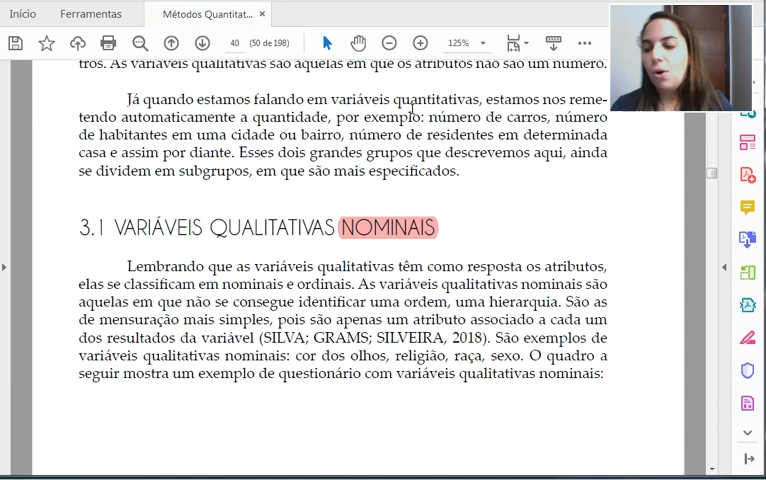 Início
Ferramentas
Métodos Quantitat... ×
40 (50 de 198)
125%
tros. As variáveis qualitativas são aquelas em que os atributos não são um número.
Já quando estamos falando em variáveis quantitativas, estamos nos reme-
tendo automaticamente a quantidade, por exemplo: número de carros, número
de habitantes em uma cidade ou bairro, número de residentes em determinada
casa e assim por diante. Esses dois grandes grupos que descrevemos aqui, ainda
se dividem em subgrupos, em que são mais especificados.
3.1 VARIÁVEIS QUALITATIVAS NOMINAIS
Lembrando que as variáveis qualitativas têm como resposta os atributos,
elas se classificam em nominais e ordinais. As variáveis qualitativas nominais são
aquelas em que não se consegue identificar uma ordem, uma hierarquia. São as
de mensuração mais simples, pois são apenas um atributo associado a cada um
dos resultados da variável (SILVA; GRAMS; SILVEIRA, 2018). São exemplos de
variáveis qualitativas nominais: cor dos olhos, religião, raça, sexo. O quadro a
seguir mostra um exemplo de questionário com variáveis qualitativas nominais: